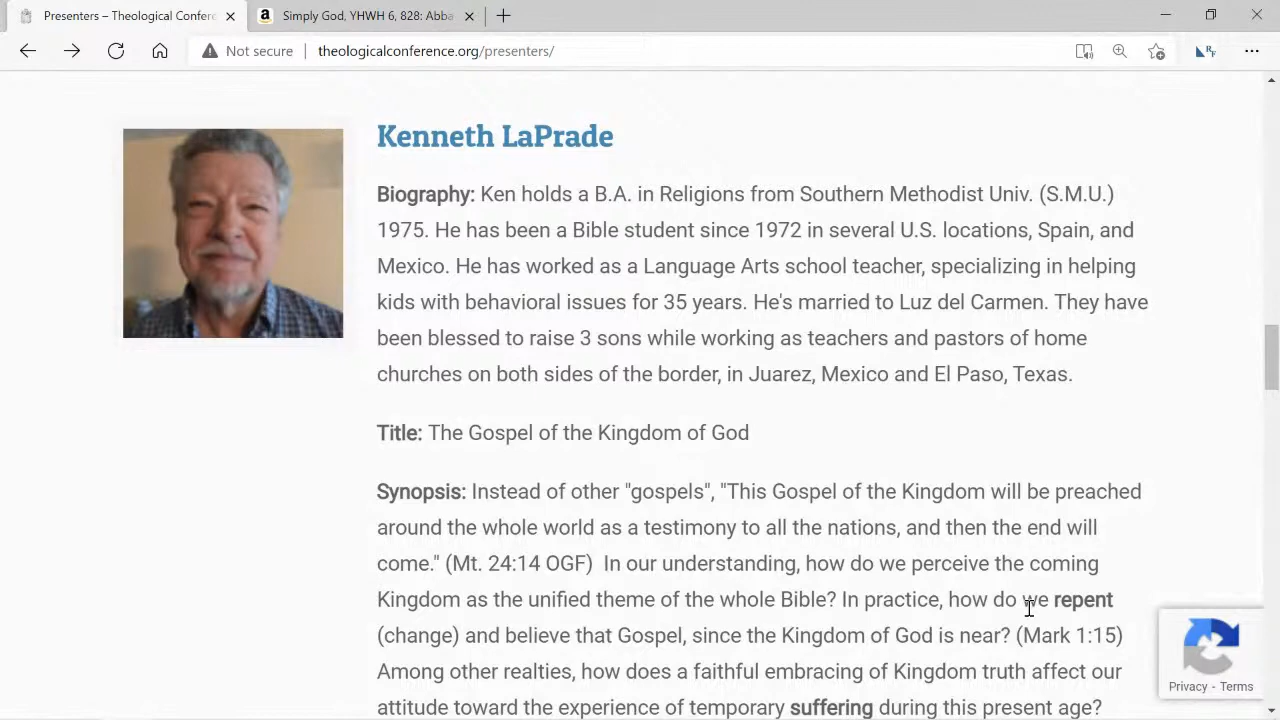 Presenters – Theological Confer
Simply God, YHWH 6, 828: Abba
Not secure
theologicalconference.org/presenters/
RF
Kenneth LaPrade
Biography: Ken holds a B.A. in Religions from Southern Methodist Univ. (S.M.U.)
1975. He has been a Bible student since 1972 in several U.S. locations, Spain, and
Mexico. He has worked as a Language Arts school teacher, specializing in helping
kids with behavioral issues for 35 years. He's married to Luz del Carmen. They have
been blessed to raise 3 sons while working as teachers and pastors of home
churches on both sides of the border, in Juarez, Mexico and El Paso, Texas.
Title: The Gospel of the Kingdom of God
Synopsis: Instead of other "gospels", "This Gospel of the Kingdom will be preached
around the whole world as a testimony to all the nations, and then the end will
come." (Mt. 24:14 OGF) In our understanding, how do we perceive the coming
Kingdom as the unified theme of the whole Bible? In practice, how do we repent
(change) and believe that Gospel, since the Kingdom of God is near? (Mark 1:15)
Among other realties, how does a faithful embracing of Kingdom truth affect our
attitude toward the experience of temporary suffering during this present age?
Privacy - Terms